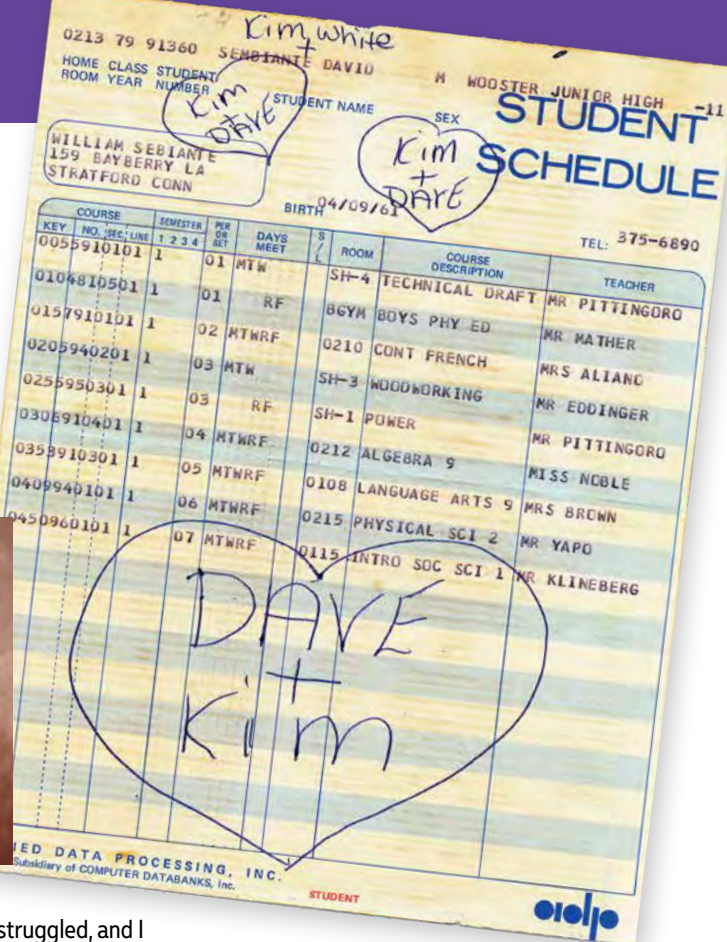 Kim White
+
0213 79 91360 SEMBIANTE DAVID M WOOSTER JUNIOR HIGH -11
HOME CLASS STUDENT
ROOM YEAR NUMBER STUDENT NAME SEX
STUDENT
SCHEDULE
Kim
+
DAVE
Kim
+
DAVE
WILLIAM SEBIANTE
159 BAYBERRY LA
STRATFORD CONN
BIRTH 04/09/61
TEL: 375-6890
COURSE SEMESTER PER OR SET DAYS MEET S/L ROOM COURSE DESCRIPTION TEACHER
KEY NO. SEC. LINE 1 2 3 4
0055910101 1 01 MTW SH-4 TECHNICAL DRAFT MR PITTINGORO
0104810501 1 01 RF BGYM BOYS PHY ED MR MATHER
0157910101 1 02 MTWRF 0210 CONT FRENCH MRS ALIANO
0205940201 1 03 MTW SH-3 WOODWORKING MR EDDINGER
0255950301 1 03 RF SH-1 POWER MR PITTINGORO
0306910401 1 04 MTWRF 0212 ALGEBRA 9 MISS NOBLE
0358910301 1 05 MTWRF 0108 LANGUAGE ARTS 9 MRS BROWN
0409940101 1 06 MTWRF 0215 PHYSICAL SCI 2 MR YAPO
0450960101 1 07 MTWRF 0115 INTRO SOC SCI 1 MR KLINEBERG
DAVE
+
Kim
IED DATA PROCESSING, INC.
Subsidiary of COMPUTER DATABANKS, Inc.
STUDENT
struggled, and I